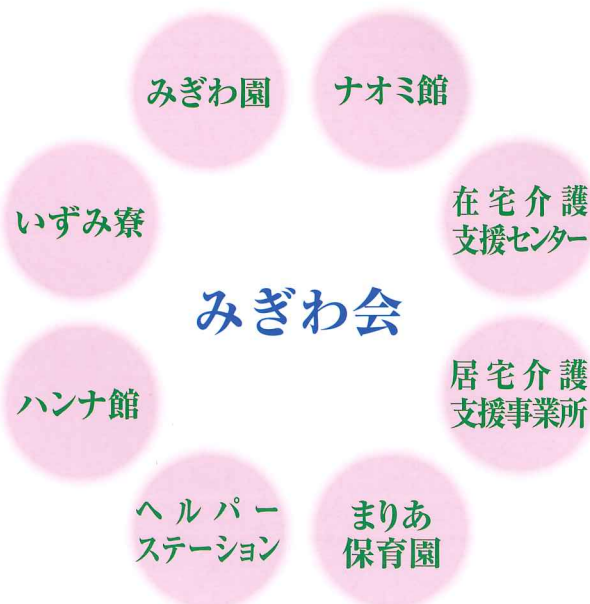 みぎわ園
ナオミ館
いずみ寮
在宅介護
支援センター
みぎわ会
ハンナ館
居宅介護
支援事業所
ヘルパー
ステーション
まりあ
保育園